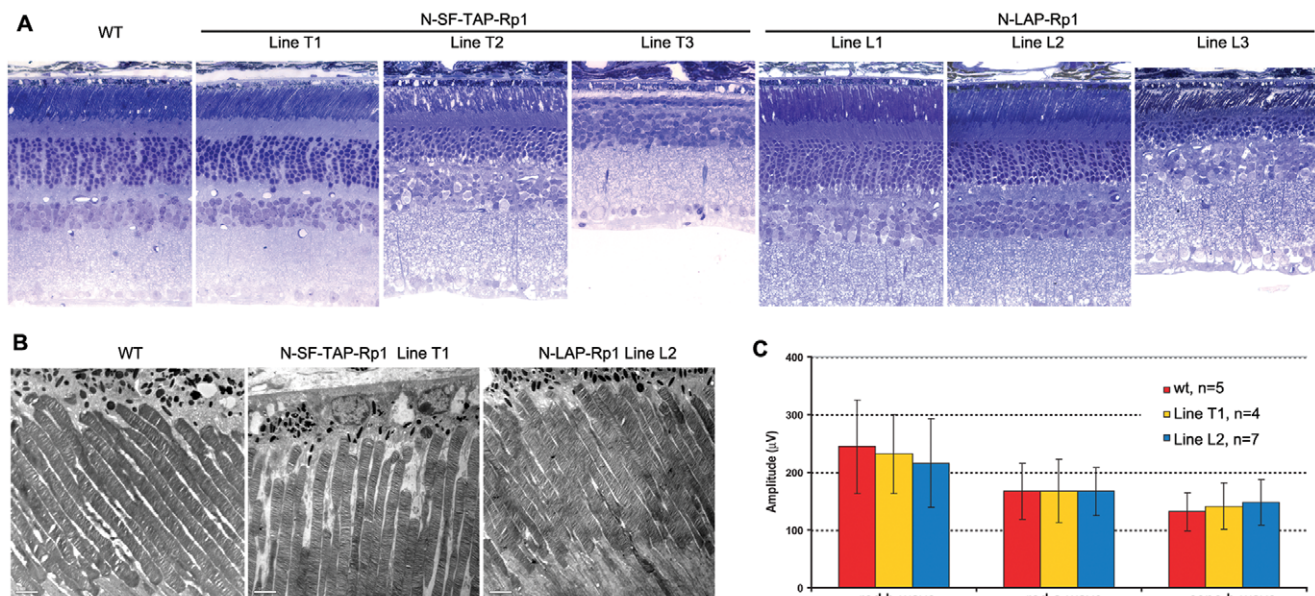 A
WT
N-SF-TAP-Rp1
N-LAP-Rp1
Line T1
Line T2
Line T3
Line L1
Line L2
Line L3
B
WT
N-SF-TAP-Rp1 Line T1
N-LAP-Rp1 Line L2
C
400
300
200
100
0
Amplitude (µV)
wt, n=5
Line T1, n=4
Line L2, n=7